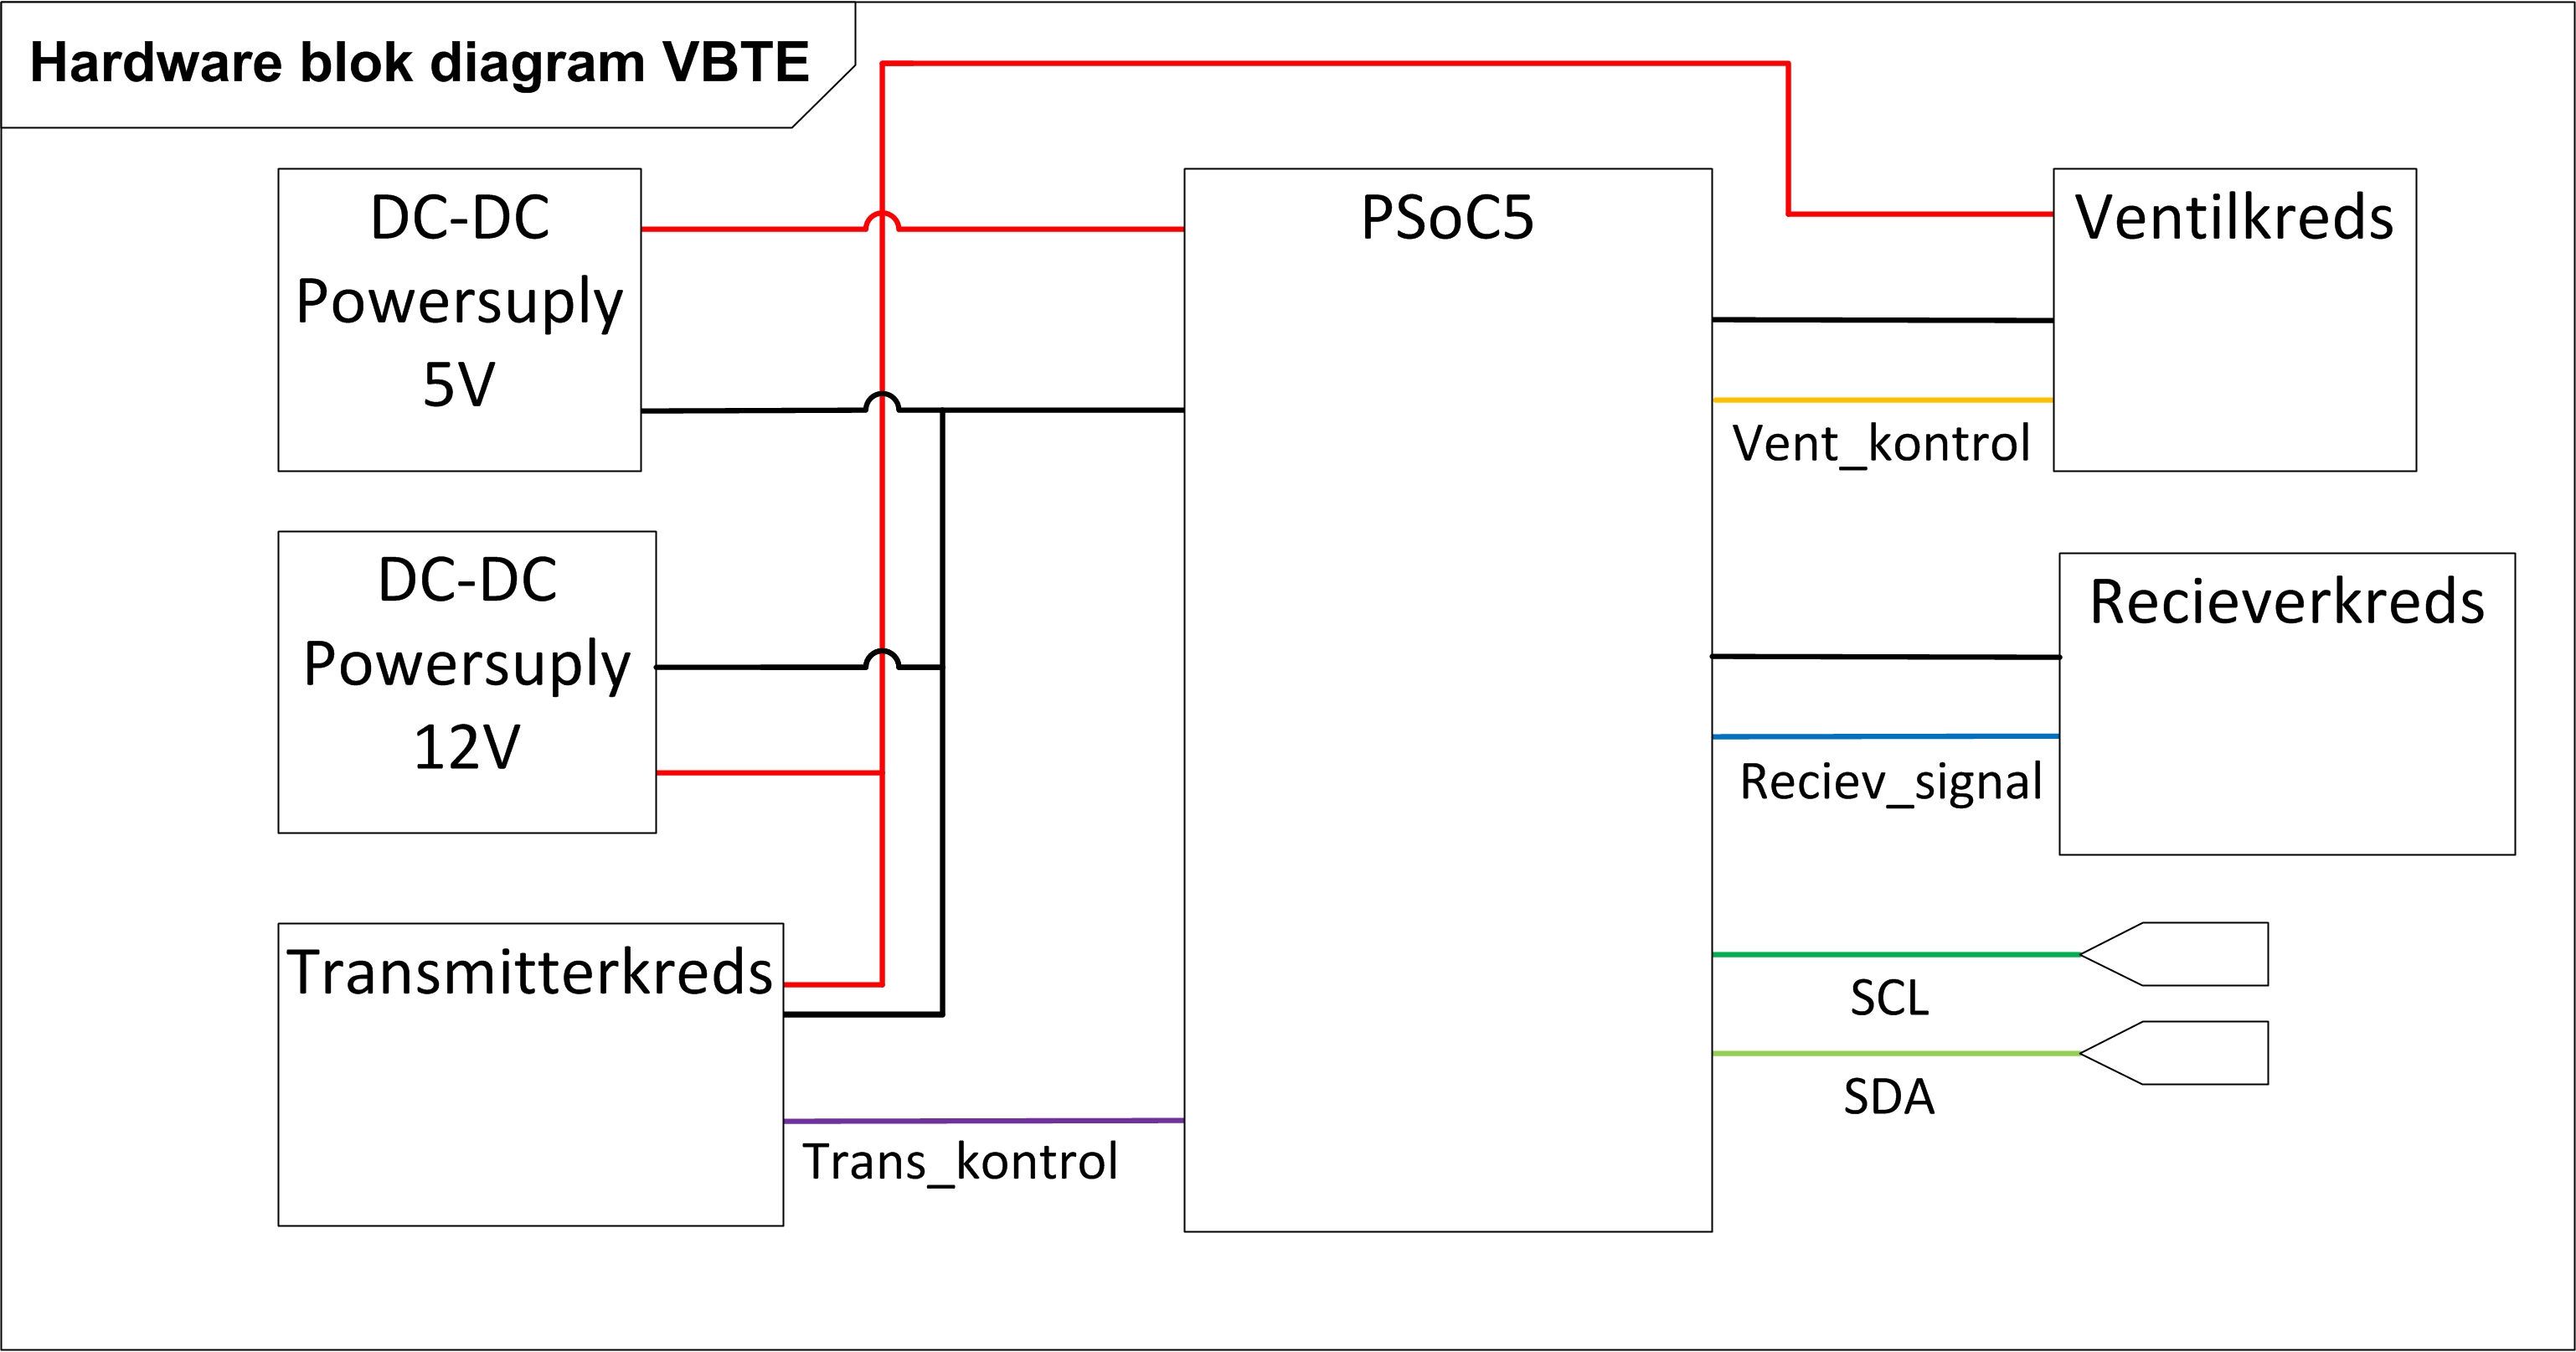 Hardware blok diagram VBTE
DC-DC
Powersuply
5V
PSoC5
Ventilkreds
Vent_kontrol
DC-DC
Powersuply
12V
Recieverkreds
Reciev_signal
Transmitterkreds
SCL
SDA
Trans_kontrol